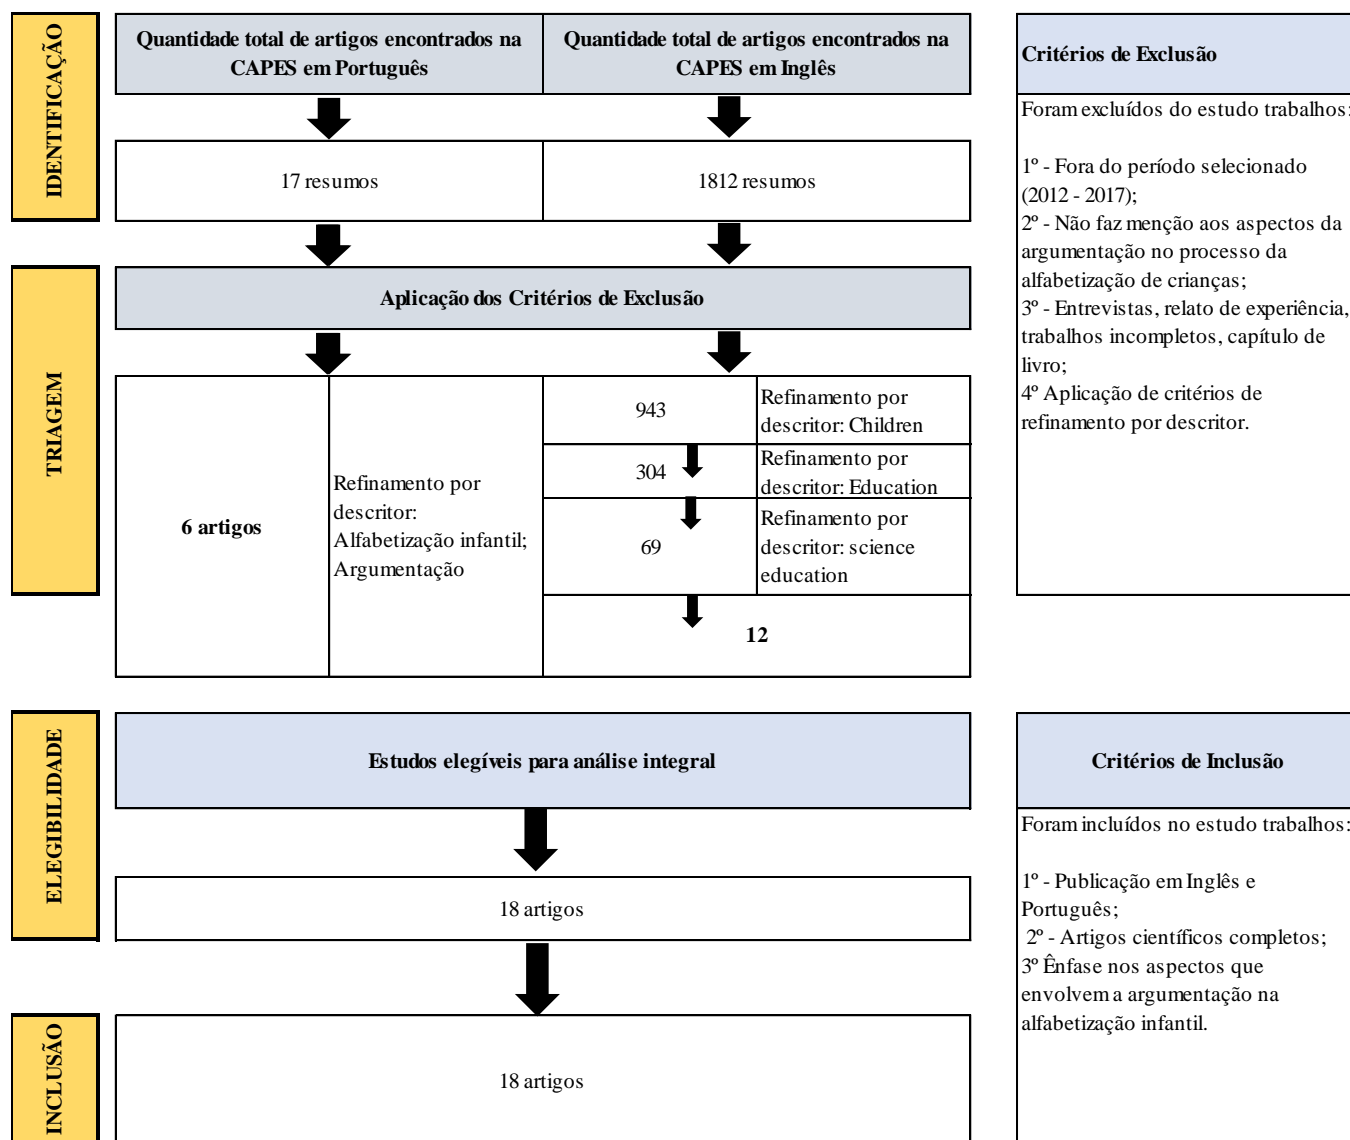 IDENTIFICAÇÃO
Quantidade total de artigos encontrados na
CAPES em Português
Quantidade total de artigos encontrados na
CAPES em Inglês
17 resumos
1812 resumos
Critérios de Exclusão
Foram excluídos do estudo trabalhos:
1º - Fora do período selecionado
(2012 - 2017);
2º - Não faz menção aos aspectos da
argumentação no processo da
alfabetização de crianças;
3º - Entrevistas, relato de experiência,
trabalhos incompletos, capítulo de
livro;
4º Aplicação de critérios de
refinamento por descritor.
TRIAGEM
Aplicação dos Critérios de Exclusão
6 artigos
Refinamento por
descritor:
Alfabetização infantil;
Argumentação
943
Refinamento por
descritor: Children
304
Refinamento por
descritor: Education
69
Refinamento por
descritor: science
education
12
ELEGIBILIDADE
Estudos elegíveis para análise integral
18 artigos
Critérios de Inclusão
Foram incluídos no estudo trabalhos:
1º - Publicação em Inglês e
Português;
2º - Artigos científicos completos;
3º Ênfase nos aspectos que
envolvem a argumentação na
alfabetização infantil.
INCLUSÃO
18 artigos